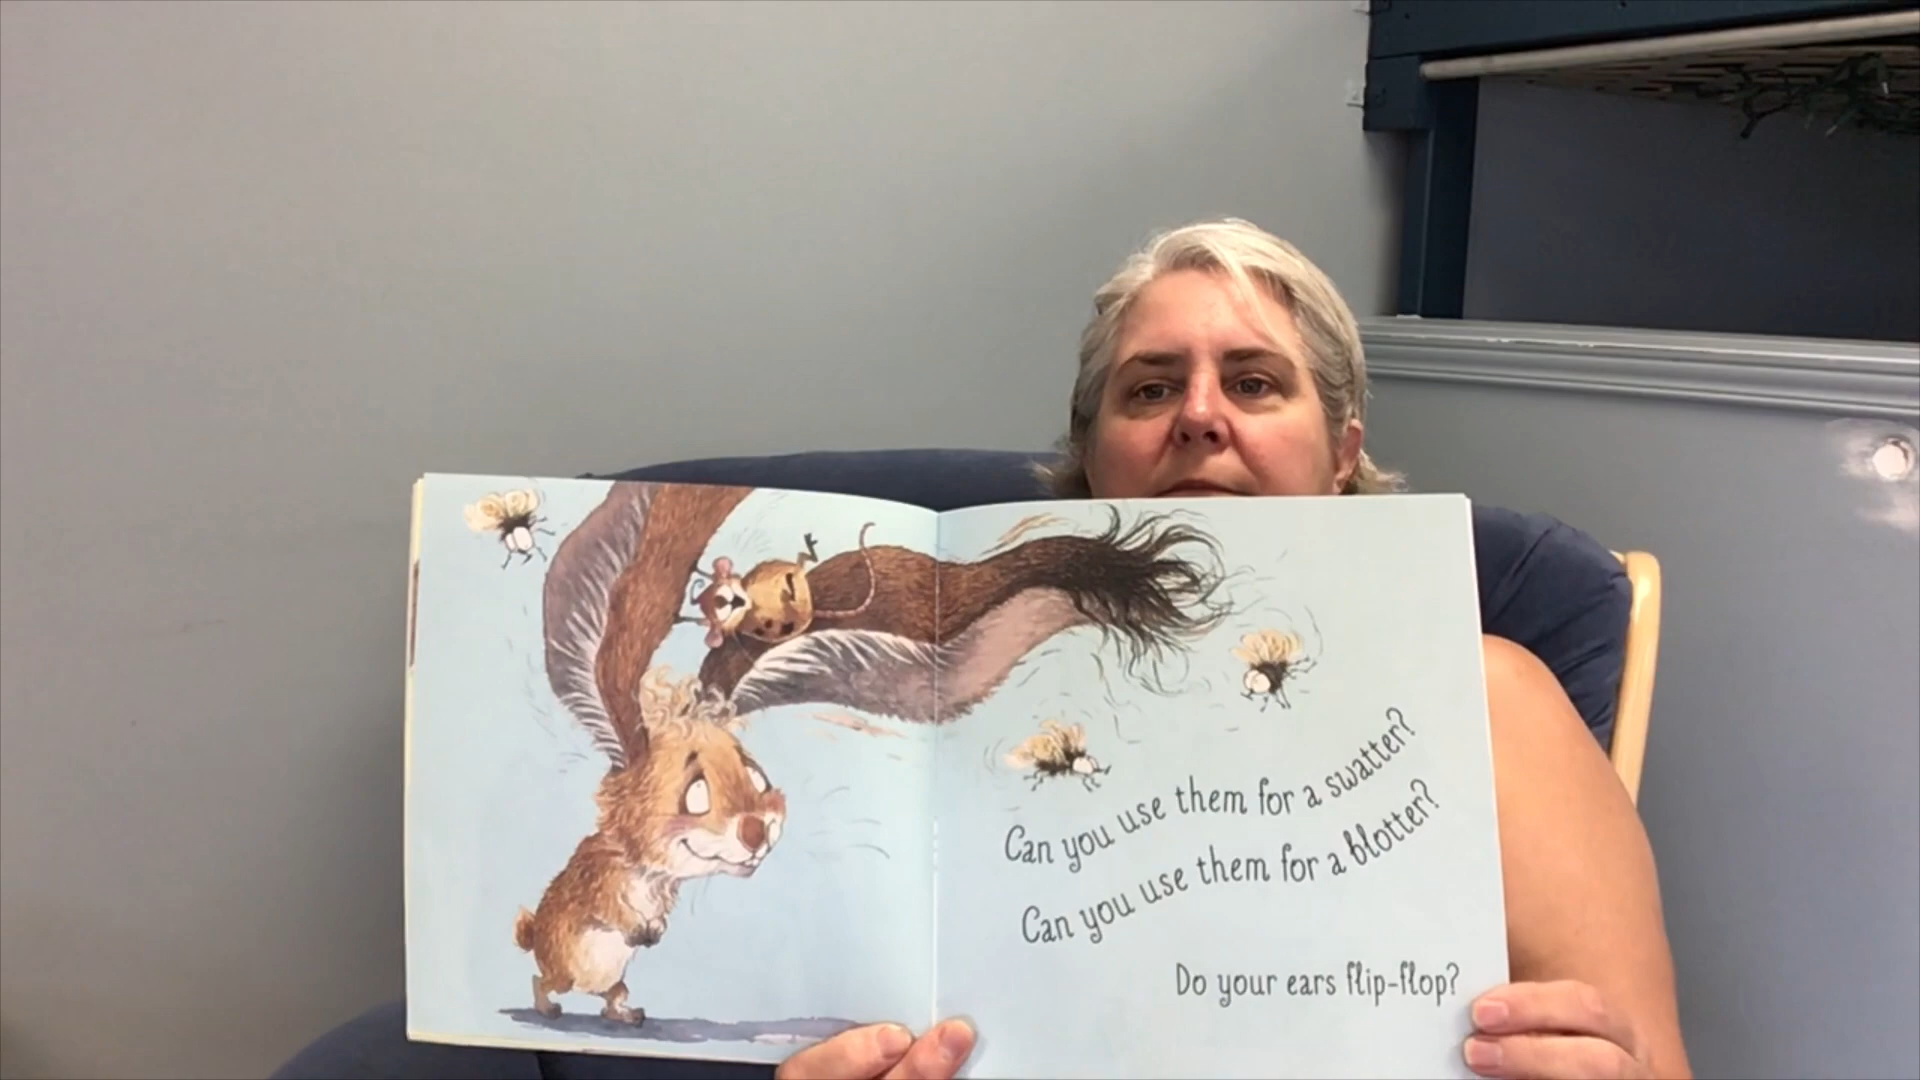 Can you use them for a swatter?
Can you use them for a blotter?
Do your ears flip-flop?